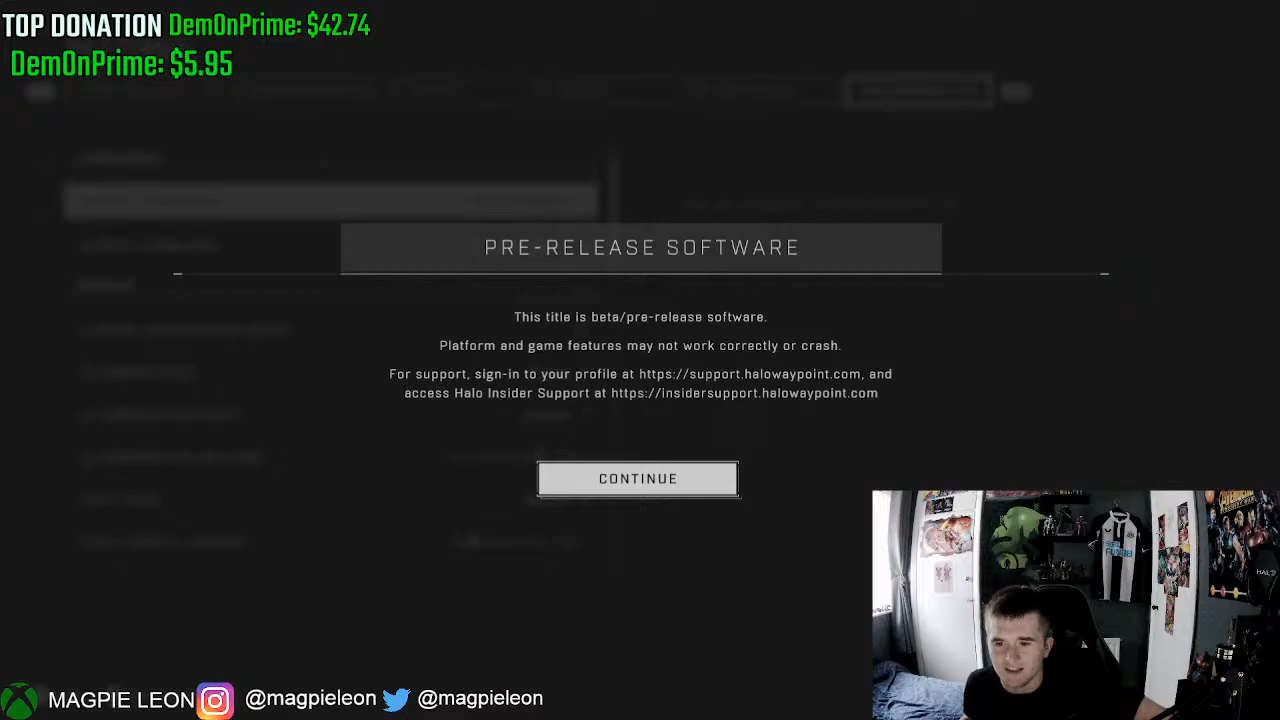 TOP DONATION DemOnPrime: $42.74
DemOnPrime: $5.95
PRE-RELEASE SOFTWARE
This title is beta/pre-release software.
Platform and game features may not work correctly or crash.
For support, sign-in to your profile at https://support.halowaypoint.com, and
access Halo Insider Support at https://insidersupport.halowaypoint.com
CONTINUE
HALO
MAGPIE LEON @magpieleon @magpieleon